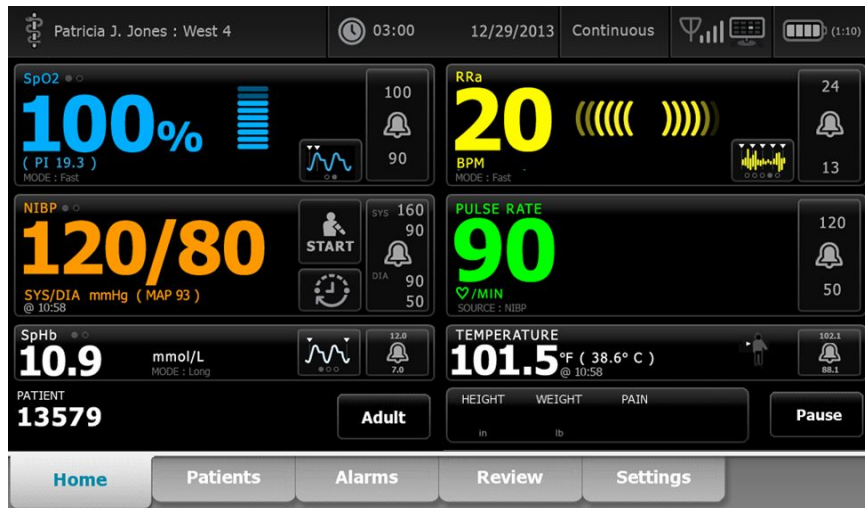 Patricia J. Jones : West 4
03:00
12/29/2013
Continuous
(1:10)
SpO2
100%
( PI 19.3 )
MODE : Fast
100
90
RRa
20
BPM
MODE : Fast
24
13
NIBP
120/80
SYS/DIA mmHg ( MAP 93 )
@ 10:58
START
SYS 160
90
DIA 90
50
PULSE RATE
90
/MIN
SOURCE : NIBP
120
50
SpHb
10.9
mmol/L
MODE : Long
12.0
7.0
TEMPERATURE
101.5 °F ( 38.6° C )
@ 10:58
102.1
88.1
PATIENT
13579
Adult
HEIGHT WEIGHT PAIN
in lb
Pause
Home Patients Alarms Review Settings